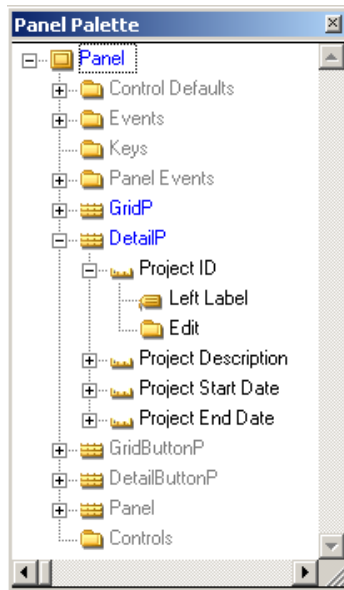 Panel Palette
Panel
Control Defaults
Events
Keys
Panel Events
GridP
DetailP
Project ID
Left Label
Edit
Project Description
Project Start Date
Project End Date
GridButtonP
DetailButtonP
Panel
Controls